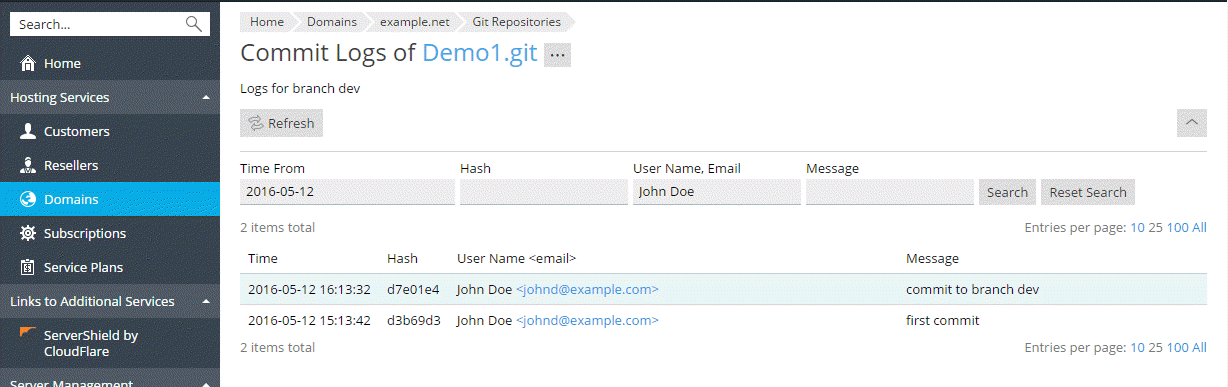 Search...
Home
Hosting Services
Customers
Resellers
Domains
Subscriptions
Service Plans
Links to Additional Services
ServerShield by
CloudFlare
Server Management
Home Domains example.net Git Repositories
Commit Logs of Demo1.git ...
Logs for branch dev
Refresh
Time From Hash User Name, Email Message
2016-05-12 John Doe Search Reset Search
2 items total Entries per page: 10 25 100 All
Time Hash User Name <email> Message
2016-05-12 16:13:32 d7e01e4 John Doe <johnd@example.com> commit to branch dev
2016-05-12 15:13:42 d3b69d3 John Doe <johnd@example.com> first commit
2 items total Entries per page: 10 25 100 All